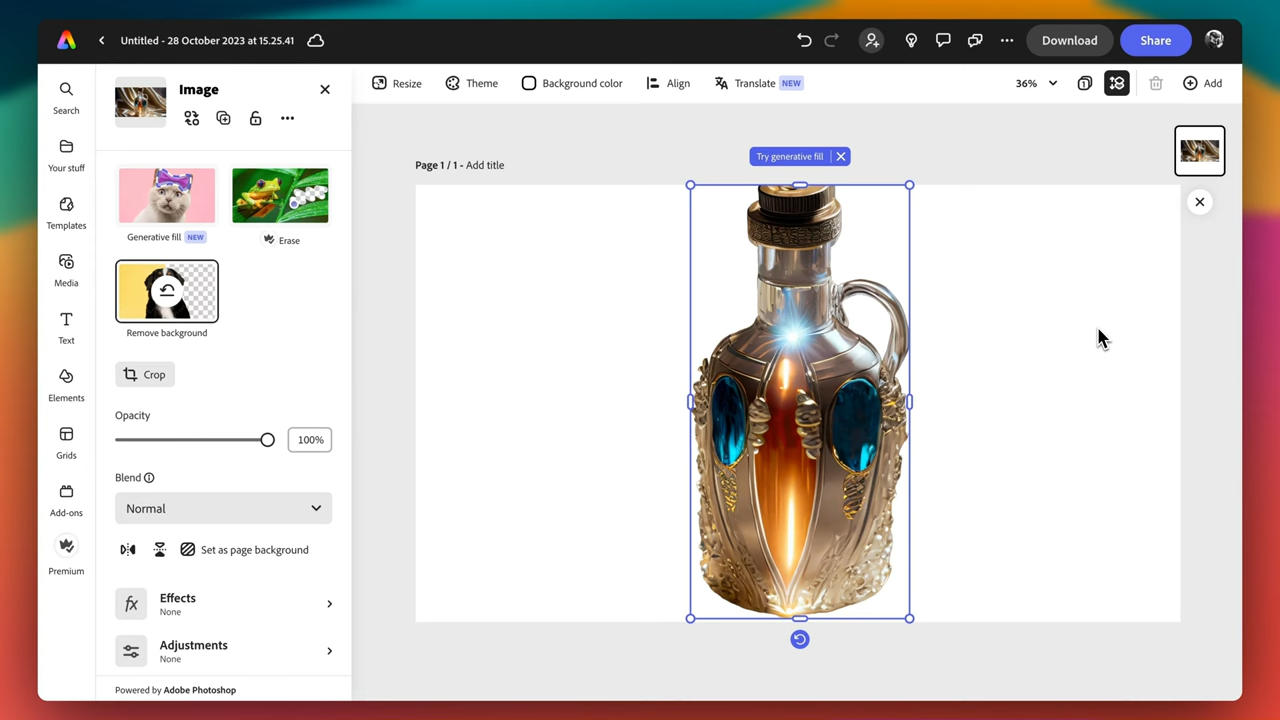 Untitled - 28 October 2023 at 15.25.41
Download
Share
Search
Your stuff
Templates
Media
Text
Elements
Grids
Add-ons
Premium
Image
Generative fill NEW
Erase
Remove background
Crop
Opacity
100%
Blend
Normal
Set as page background
fx
Effects
None
Adjustments
None
Powered by Adobe Photoshop
Resize
Theme
Background color
Align
Translate NEW
36%
Add
Page 1 / 1 - Add title
Try generative fill